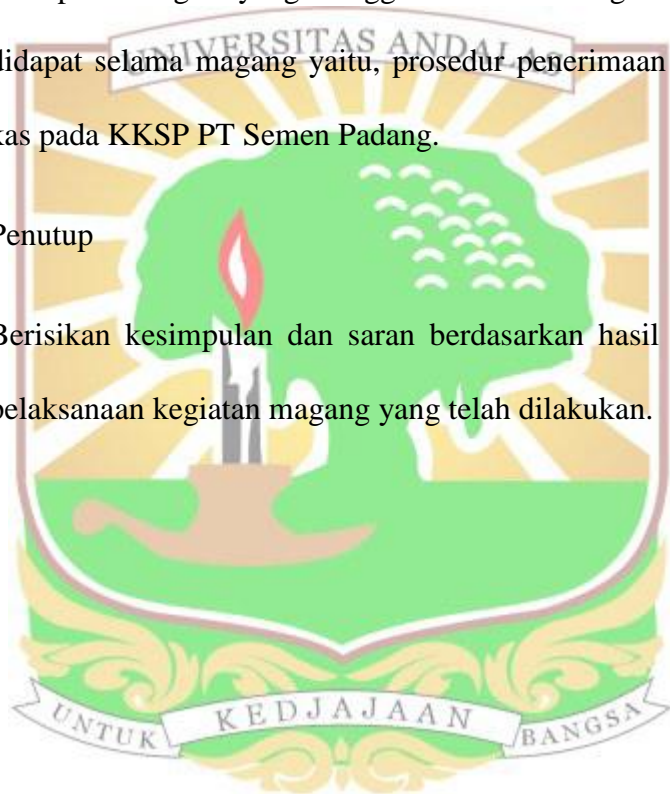 UNIVERSITAS ANDALAS
didapat selama magang yaitu, prosedur penerimaan
kas pada KKSP PT Semen Padang.
Penutup
Berisikan kesimpulan dan saran berdasarkan hasil
pelaksanaan kegiatan magang yang telah dilakukan.
UNTUK KEDJAJAAN BANGSA